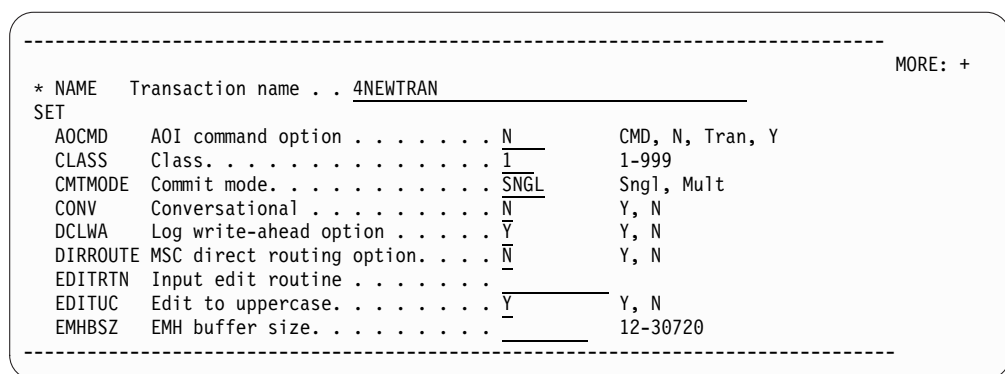 --------------------------------------------------------------------------------
MORE: +
* NAME Transaction name . . 4NEWTRAN
SET
AOCMD AOI command option . . . . . . . N CMD, N, Tran, Y
CLASS Class. . . . . . . . . . . . . . 1 1-999
CMTMODE Commit mode. . . . . . . . . . . SNGL Sngl, Mult
CONV Conversational . . . . . . . . . N Y, N
DCLWA Log write-ahead option . . . . . Y Y, N
DIRROUTE MSC direct routing option. . . . N Y, N
EDITRTN Input edit routine . . . . . . .
EDITUC Edit to uppercase. . . . . . . . Y Y, N
EMHBSZ EMH buffer size. . . . . . . . . 12-30720
---------------------------------------------------------------------------------